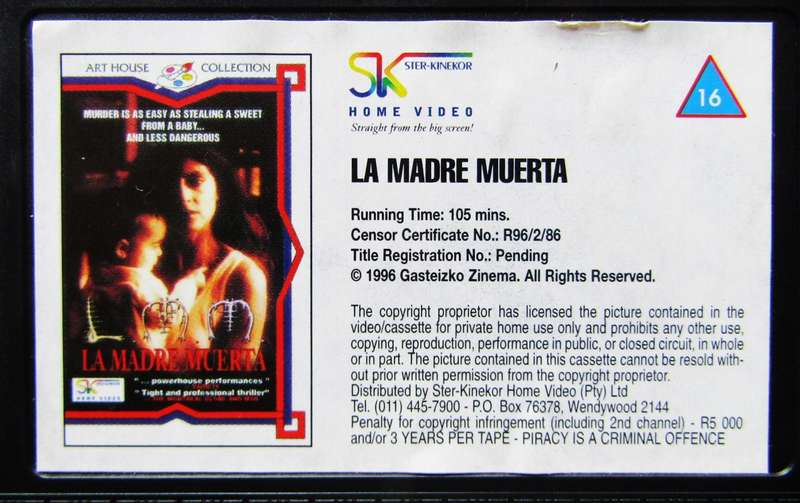 ART HOUSE COLLECTION
MURDER IS AS EASY AS STEALING A SWEET
FROM A BABY...
AND LESS DANGEROUS
LA MADRE MUERTA
SK STER-KINEKOR
HOME VIDEO
"... powerhouse performances"
"Tight and professional thriller"
SK STER-KINEKOR
HOME VIDEO
Straight from the big screen!
16
LA MADRE MUERTA
Running Time: 105 mins.
Censor Certificate No.: R96/2/86
Title Registration No.: Pending
© 1996 Gasteizko Zinema. All Rights Reserved.
The copyright proprietor has licensed the picture contained in the
video/cassette for private home use only and prohibits any other use,
copying, reproduction, performance in public, or closed circuit, in whole
or in part. The picture contained in this cassette cannot be resold with-
out prior written permission from the copyright proprietor.
Distributed by Ster-Kinekor Home Video (Pty) Ltd
Tel. (011) 445-7900 - P.O. Box 76378, Wendywood 2144
Penalty for copyright infringement (including 2nd channel) - R5 000
and/or 3 YEARS PER TAPE - PIRACY IS A CRIMINAL OFFENCE